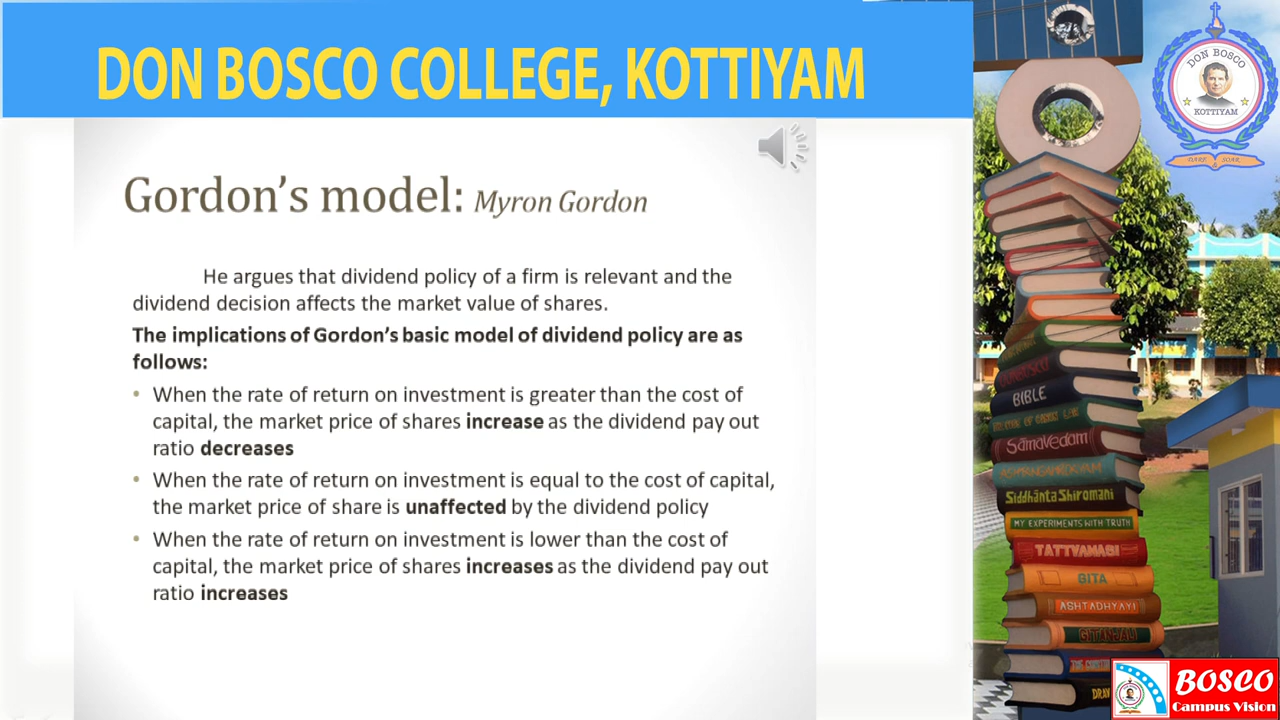 DON BOSCO COLLEGE, KOTTIYAM
Gordon's model: Myron Gordon
He argues that dividend policy of a firm is relevant and the
dividend decision affects the market value of shares.
The implications of Gordon's basic model of dividend policy are as
follows:
• When the rate of return on investment is greater than the cost of
capital, the market price of shares increase as the dividend pay out
ratio decreases
• When the rate of return on investment is equal to the cost of capital,
the market price of share is unaffected by the dividend policy
• When the rate of return on investment is lower than the cost of
capital, the market price of shares increases as the dividend pay out
ratio increases
DON BOSCO
KOTTIYAM
DARE & SOAR
BIBLE
Sāmavedam
Siddhānta Shiromani
MY EXPERIMENTS WITH TRUTH
TATTVAMASI
GITA
ASHTADHYAYI
GITANJALI
BOSCO
Campus Vision